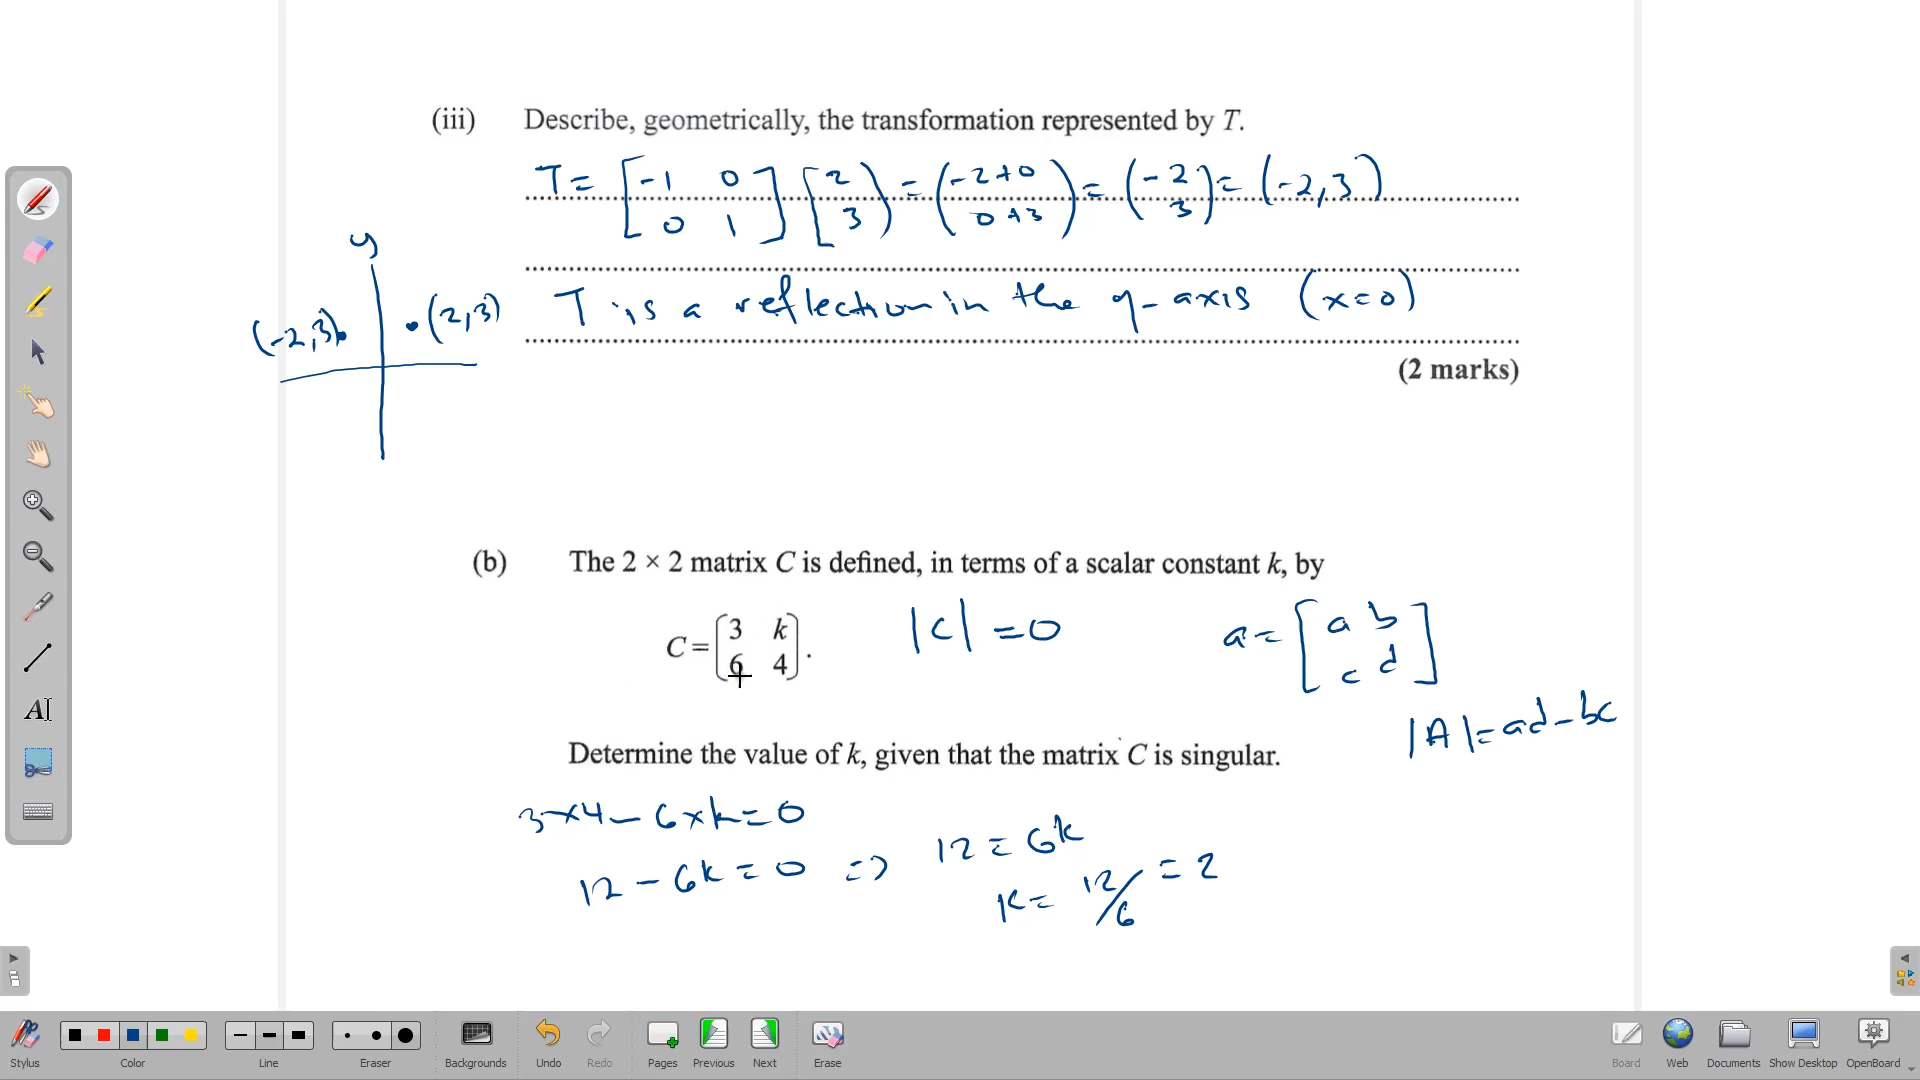 (iii) Describe, geometrically, the transformation represented by T.
T = [-1 0 0 1] [2 3) = (-2+0 0+3) = (-2 3) = (-2,3)
y
T is a reflection in the y-axis (x=0)
(-2,3) (2,3)
(2 marks)
(b) The 2 × 2 matrix C is defined, in terms of a scalar constant k, by
C = [3 k 6 4]. |C| = 0 a = [a b c d]
|A| = ad - bc
Determine the value of k, given that the matrix C is singular.
3×4 - 6×k = 0
12 - 6k = 0 => 12 = 6k
k = 12/6 = 2
Stylus Color Line Eraser Backgrounds Undo Redo Pages Previous Next Erase Board Web Documents Show Desktop OpenBoard